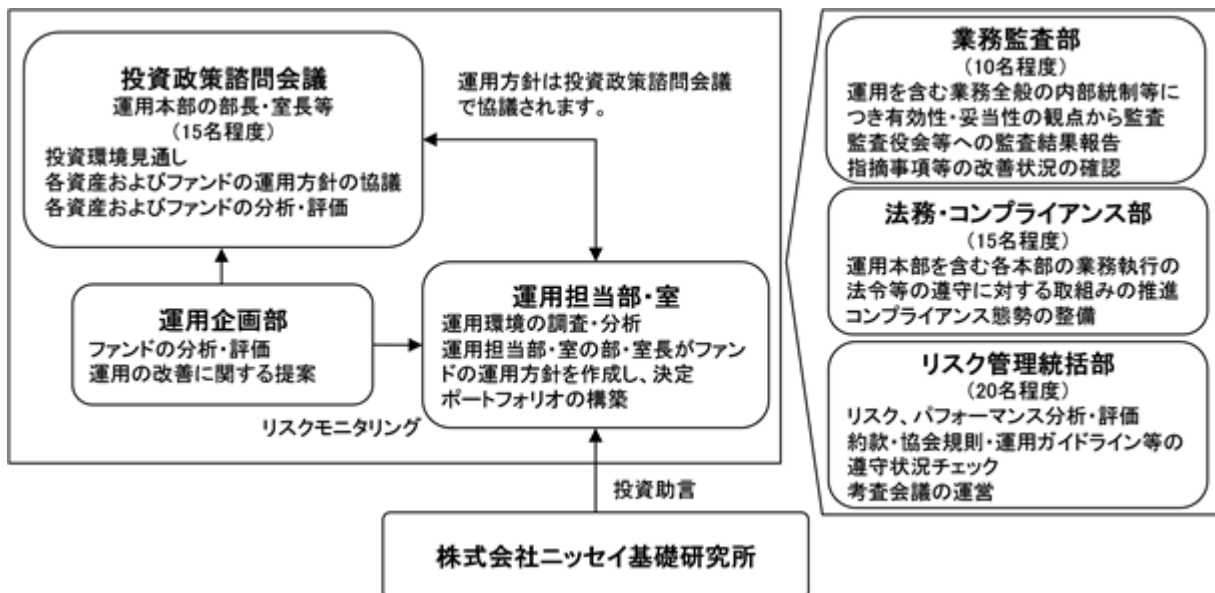 投資政策諮問会議
運用本部の部長・室長等
（15名程度）
投資環境見通し
各資産およびファンドの運用方針の協議
各資産およびファンドの分析・評価
運用方針は投資政策諮問会議
で協議されます。
運用企画部
ファンドの分析・評価
運用の改善に関する提案
運用担当部・室
運用環境の調査・分析
運用担当部・室の部・室長がファン
ドの運用方針を作成し、決定
ポートフォリオの構築
リスクモニタリング
投資助言
株式会社ニッセイ基礎研究所
業務監査部
（10名程度）
運用を含む業務全般の内部統制等に
つき有効性・妥当性の観点から監査
監査役会等への監査結果報告
指摘事項等の改善状況の確認
法務・コンプライアンス部
（15名程度）
運用本部を含む各本部の業務執行の
法令等の遵守に対する取組みの推進
コンプライアンス態勢の整備
リスク管理統括部
（20名程度）
リスク、パフォーマンス分析・評価
約款・協会規則・運用ガイドライン等の
遵守状況チェック
考査会議の運営